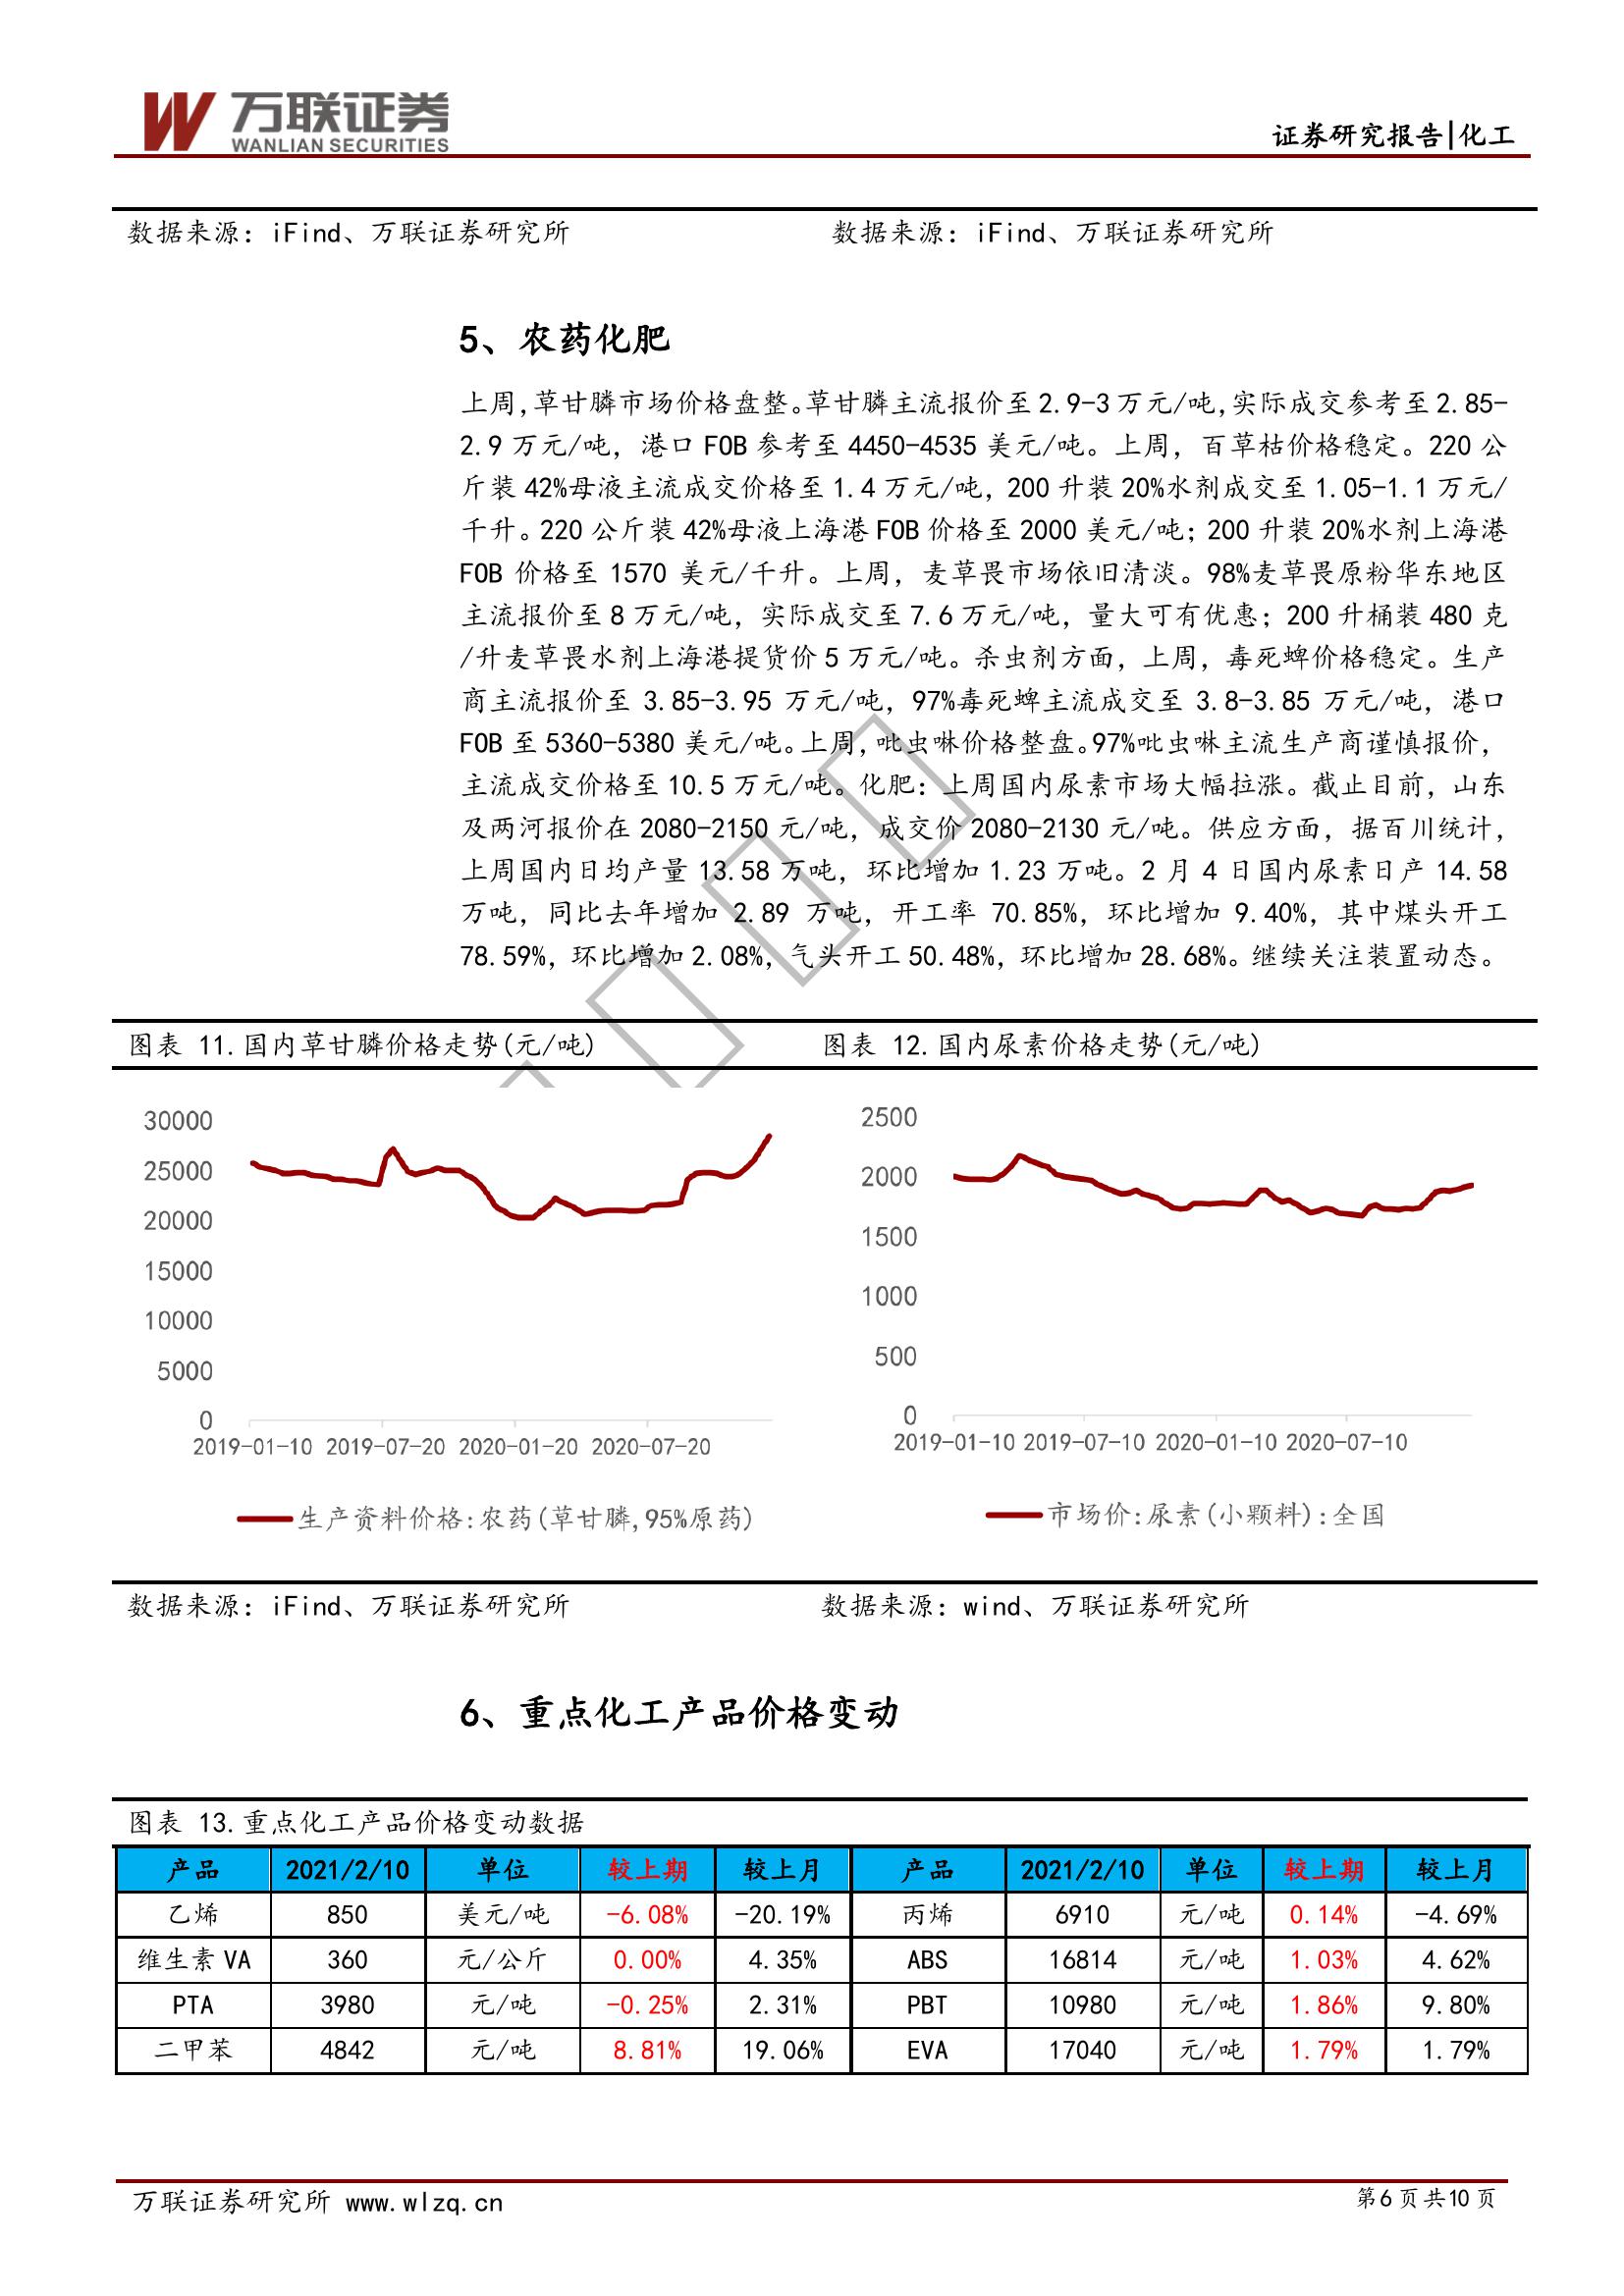 万联证券
WANLIAN SECURITIES
证券研究报告|化工
数据来源：iFind、万联证券研究所
数据来源：iFind、万联证券研究所
5、农药化肥
上周,草甘膦市场价格盘整。草甘膦主流报价至2.9-3万元/吨,实际成交参考至2.85-
2.9万元/吨，港口FOB参考至4450-4535美元/吨。上周，百草枯价格稳定。220公
斤装42%母液主流成交价格至1.4万元/吨，200升装20%水剂成交至1.05-1.1万元/
千升。220公斤装42%母液上海港FOB价格至2000美元/吨；200升装20%水剂上海港
FOB价格至1570美元/千升。上周，麦草畏市场依旧清淡。98%麦草畏原粉华东地区
主流报价至8万元/吨，实际成交至7.6万元/吨，量大可有优惠；200升桶装480克
/升麦草畏水剂上海港提货价5万元/吨。杀虫剂方面，上周，毒死蜱价格稳定。生产
商主流报价至3.85-3.95万元/吨，97%毒死蜱主流成交至3.8-3.85万元/吨，港口
FOB至5360-5380美元/吨。上周,吡虫啉价格整盘。97%吡虫啉主流生产商谨慎报价，
主流成交价格至10.5万元/吨。化肥：上周国内尿素市场大幅拉涨。截止目前，山东
及两河报价在2080-2150元/吨，成交价2080-2130元/吨。供应方面，据百川统计，
上周国内日均产量13.58万吨，环比增加1.23万吨。2月4日国内尿素日产14.58
万吨，同比去年增加2.89万吨，开工率70.85%，环比增加9.40%，其中煤头开工
78.59%，环比增加2.08%，气头开工50.48%，环比增加28.68%。继续关注装置动态。
图表 11.国内草甘膦价格走势(元/吨)
图表 12.国内尿素价格走势(元/吨)
30000
25000
20000
15000
10000
5000
0
2019-01-10 2019-07-20 2020-01-20 2020-07-20
生产资料价格:农药(草甘膦,95%原药)
2500
2000
1500
1000
500
0
2019-01-10 2019-07-10 2020-01-10 2020-07-10
市场价:尿素(小颗料):全国
数据来源：iFind、万联证券研究所
数据来源：wind、万联证券研究所
6、重点化工产品价格变动
图表 13.重点化工产品价格变动数据
产品 2021/2/10 单位 较上期 较上月 产品 2021/2/10 单位 较上期 较上月
乙烯 850 美元/吨 -6.08% -20.19% 丙烯 6910 元/吨 0.14% -4.69%
维生素VA 360 元/公斤 0.00% 4.35% ABS 16814 元/吨 1.03% 4.62%
PTA 3980 元/吨 -0.25% 2.31% PBT 10980 元/吨 1.86% 9.80%
二甲苯 4842 元/吨 8.81% 19.06% EVA 17040 元/吨 1.79% 1.79%
万联证券研究所 www.wlzq.cn
第6页共10页